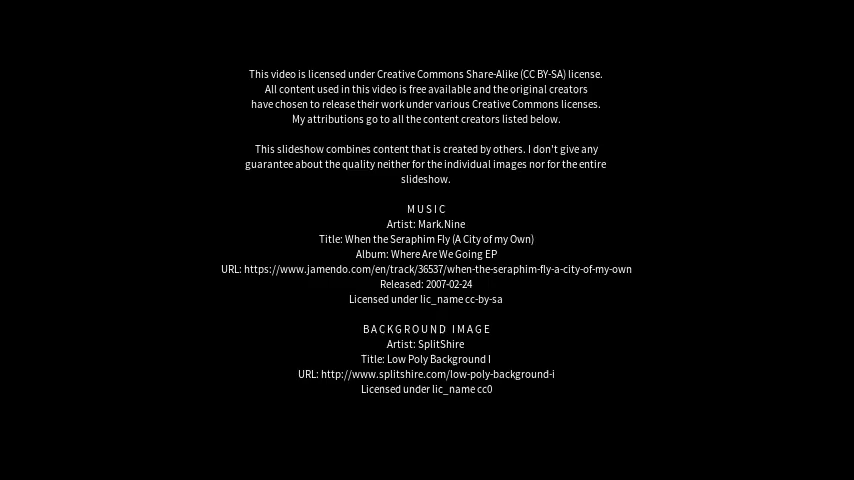 This video is licensed under Creative Commons Share-Alike (CC BY-SA) license.
All content used in this video is free available and the original creators
have chosen to release their work under various Creative Commons licenses.
My attributions go to all the content creators listed below.
This slideshow combines content that is created by others. I don't give any
guarantee about the quality neither for the individual images nor for the entire
slideshow.
MUSIC
Artist: Mark.Nine
Title: When the Seraphim Fly (A City of my Own)
Album: Where Are We Going EP
URL: https://www.jamendo.com/en/track/36537/when-the-seraphim-fly-a-city-of-my-own
Released: 2007-02-24
Licensed under lic_name cc-by-sa
BACKGROUND IMAGE
Artist: SplitShire
Title: Low Poly Background I
URL: http://www.splitshire.com/low-poly-background-i
Licensed under lic_name cc0